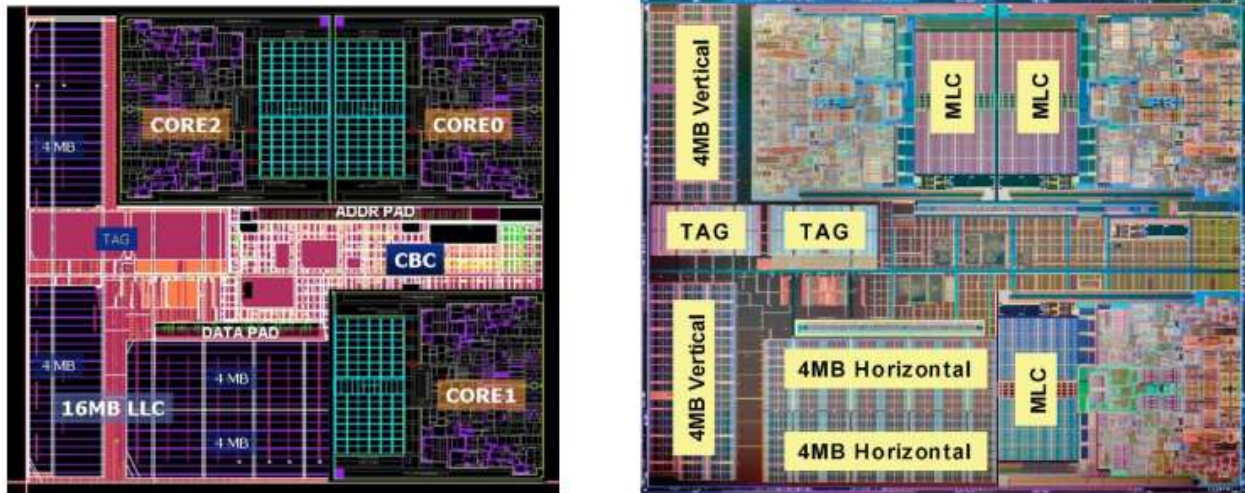 CORE2
CORE0
4 MB
ADDR PAD
TAG
CBC
DATA PAD
4 MB
4 MB
16MB LLC
CORE1
4 MB
4MB Vertical
MLC
MLC
TAG
TAG
4MB Vertical
4MB Horizontal
MLC
4MB Horizontal